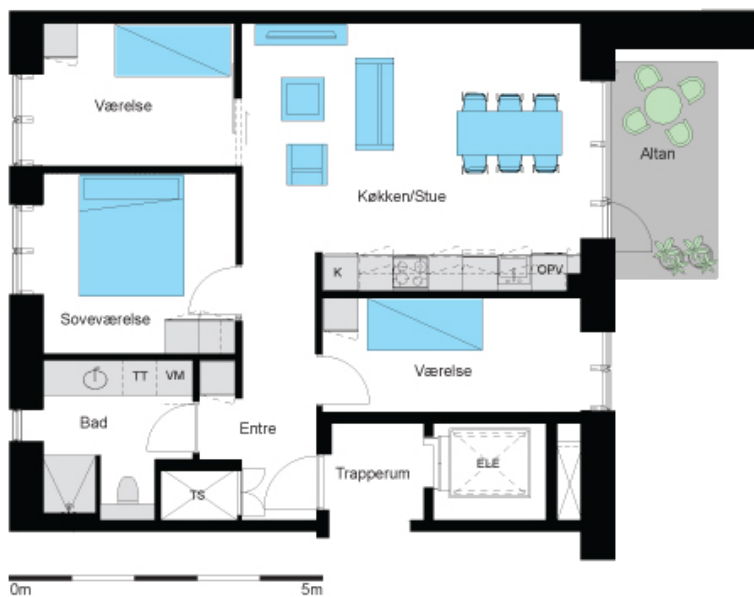 Værelse
Altan
Køkken/Stue
K
OPV
Soveværelse
Værelse
TT
VM
Bad
Entre
Trapperum
ELE
TS
0m
5m